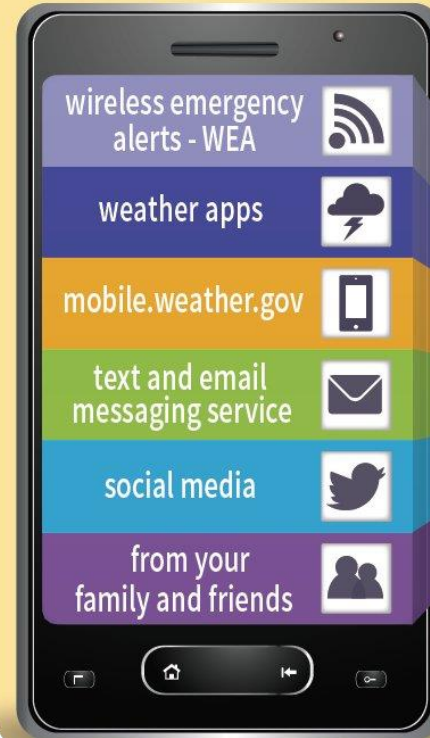 wireless emergency
alerts - WEA
weather apps
mobile.weather.gov
text and email
messaging service
social media
from your
family and friends